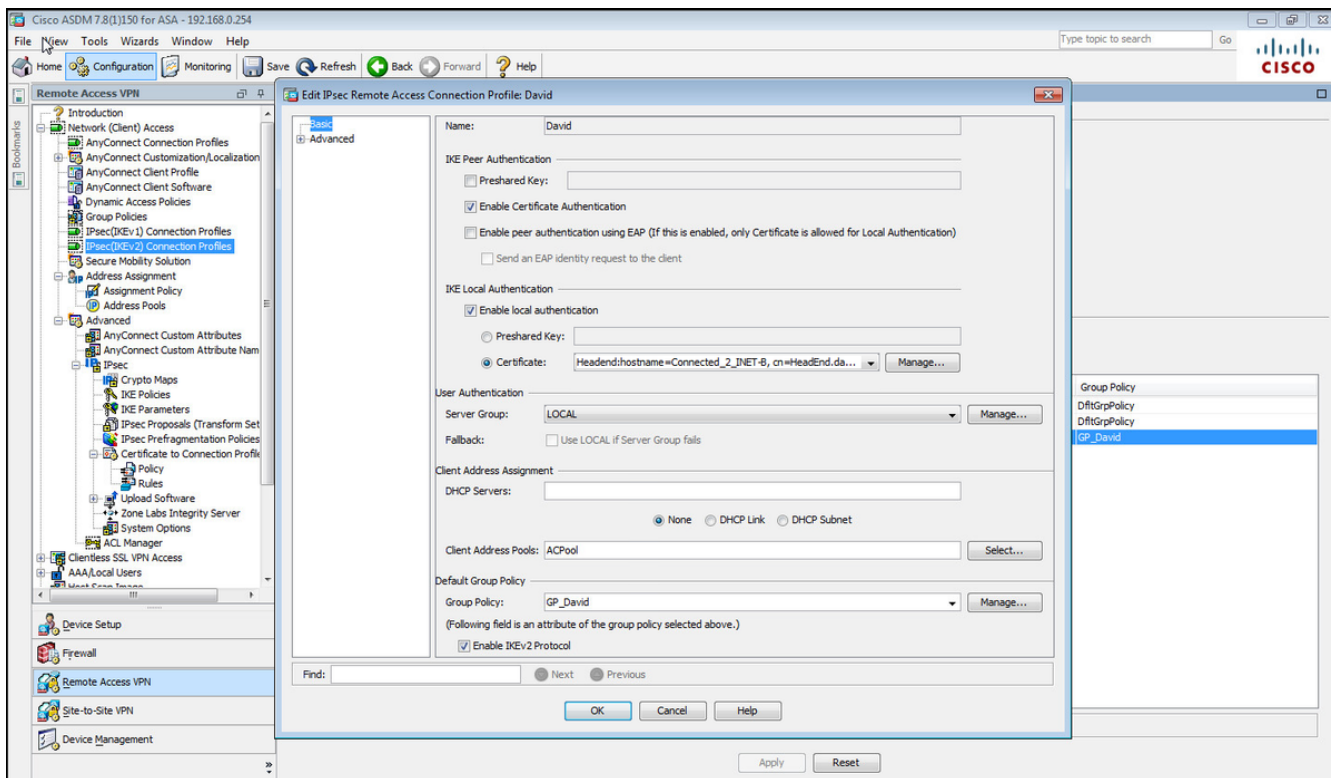 Cisco ASDM 7.8(1)150 for ASA - 192.168.0.254
File View Tools Wizards Window Help
Type topic to search Go
Home Configuration Monitoring Save Refresh Back Forward Help
CISCO
Bookmarks
Remote Access VPN
Introduction
Network (Client) Access
AnyConnect Connection Profiles
AnyConnect Customization/Localization
AnyConnect Client Profile
AnyConnect Client Software
Dynamic Access Policies
Group Policies
IPsec(IKEv1) Connection Profiles
IPsec(IKEv2) Connection Profiles
Secure Mobility Solution
Address Assignment
Assignment Policy
Address Pools
Advanced
AnyConnect Custom Attributes
AnyConnect Custom Attribute Nam
IPsec
Crypto Maps
IKE Policies
IKE Parameters
IPsec Proposals (Transform Set
IPsec Prefragmentation Policies
Certificate to Connection Profile
Policy
Rules
Upload Software
Zone Labs Integrity Server
System Options
ACL Manager
Clientless SSL VPN Access
AAA/Local Users
Host Scan Image
Device Setup
Firewall
Remote Access VPN
Site-to-Site VPN
Device Management
Edit IPsec Remote Access Connection Profile: David
Basic
Advanced
Name: David
IKE Peer Authentication
Preshared Key:
Enable Certificate Authentication
Enable peer authentication using EAP (If this is enabled, only Certificate is allowed for Local Authentication)
Send an EAP identity request to the client
IKE Local Authentication
Enable local authentication
Preshared Key:
Certificate: Headend:hostname=Connected_2_INET-B, cn=HeadEnd.da... Manage...
User Authentication
Server Group: LOCAL Manage...
Fallback: Use LOCAL if Server Group fails
Client Address Assignment
DHCP Servers:
None DHCP Link DHCP Subnet
Client Address Pools: ACPool Select...
Default Group Policy
Group Policy: GP_David Manage...
(Following field is an attribute of the group policy selected above.)
Enable IKEv2 Protocol
Find: Next Previous
OK Cancel Help
Group Policy
DfltGrpPolicy
DfltGrpPolicy
GP_David
Apply Reset